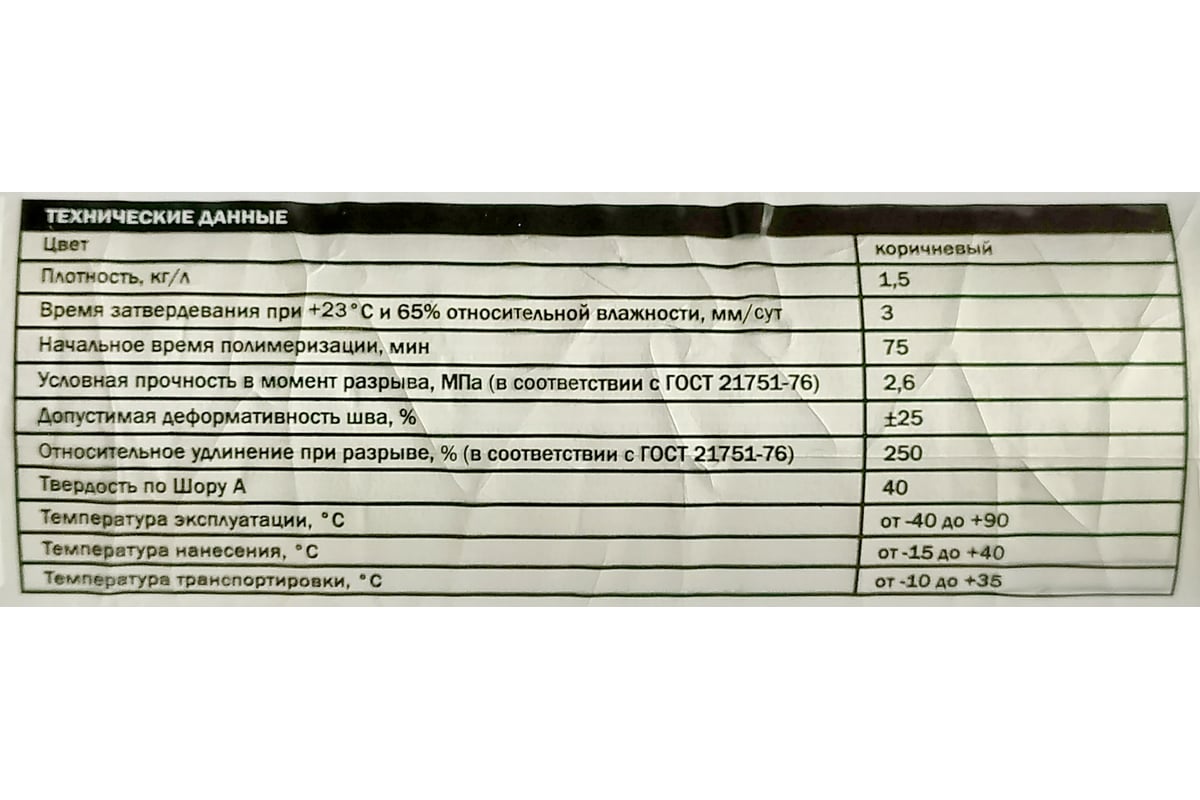 ТЕХНИЧЕСКИЕ ДАННЫЕ
Цвет коричневый
Плотность, кг/л 1,5
Время затвердевания при +23°С и 65% относительной влажности, мм/сут 3
Начальное время полимеризации, мин 75
Условная прочность в момент разрыва, МПа (в соответствии с ГОСТ 21751-76) 2,6
Допустимая деформативность шва, % ±25
Относительное удлинение при разрыве, % (в соответствии с ГОСТ 21751-76) 250
Твердость по Шору А 40
Температура эксплуатации, °С от -40 до +90
Температура нанесения, °С от -15 до +40
Температура транспортировки, °С от -10 до +35